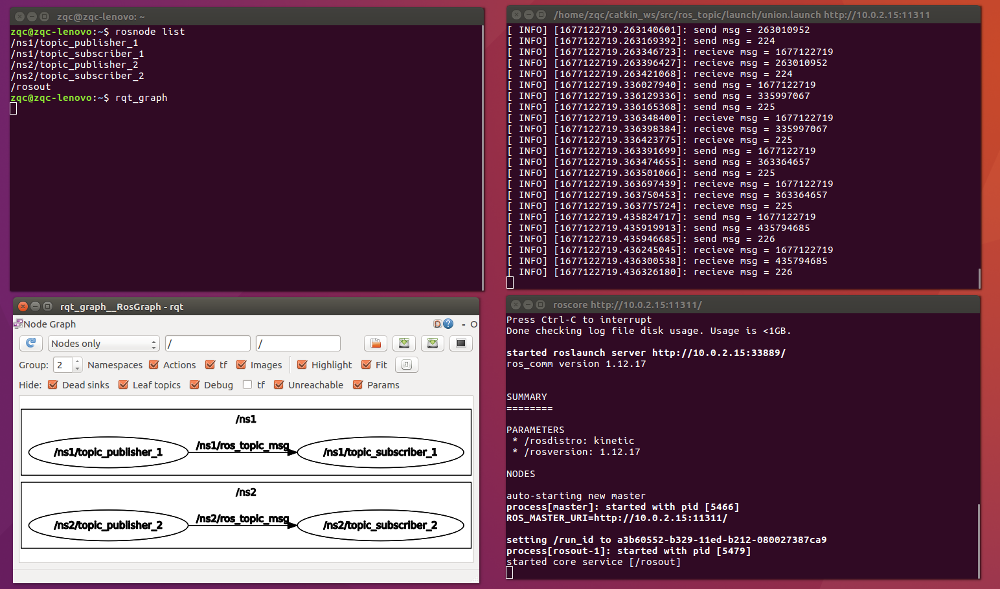 zqc@zqc-lenovo: ~
zqc@zqc-lenovo:~$ rosnode list
/ns1/topic_publisher_1
/ns1/topic_subscriber_1
/ns2/topic_publisher_2
/ns2/topic_subscriber_2
/rosout
zqc@zqc-lenovo:~$ rqt_graph
/home/zqc/catkin_ws/src/ros_topic/launch/union.launch http://10.0.2.15:11311
[ INFO] [1677122719.263140601]: send msg = 263010952
[ INFO] [1677122719.263169392]: send msg = 224
[ INFO] [1677122719.263346723]: recieve msg = 1677122719
[ INFO] [1677122719.263396427]: recieve msg = 263010952
[ INFO] [1677122719.263421068]: recieve msg = 224
[ INFO] [1677122719.336027940]: send msg = 1677122719
[ INFO] [1677122719.336129336]: send msg = 335997067
[ INFO] [1677122719.336165368]: send msg = 225
[ INFO] [1677122719.336348400]: recieve msg = 1677122719
[ INFO] [1677122719.336398384]: recieve msg = 335997067
[ INFO] [1677122719.336423775]: recieve msg = 225
[ INFO] [1677122719.363391699]: send msg = 1677122719
[ INFO] [1677122719.363474655]: send msg = 363364657
[ INFO] [1677122719.363501066]: send msg = 225
[ INFO] [1677122719.363697439]: recieve msg = 1677122719
[ INFO] [1677122719.363750453]: recieve msg = 363364657
[ INFO] [1677122719.363775724]: recieve msg = 225
[ INFO] [1677122719.435824717]: send msg = 1677122719
[ INFO] [1677122719.435919913]: send msg = 435794685
[ INFO] [1677122719.435946685]: send msg = 226
[ INFO] [1677122719.436245045]: recieve msg = 1677122719
[ INFO] [1677122719.436300538]: recieve msg = 435794685
[ INFO] [1677122719.436326180]: recieve msg = 226
rqt_graph__RosGraph - rqt
Node Graph D ? - O
Nodes only / /
Group: 2 Namespaces Actions tf Images Highlight Fit
Hide: Dead sinks Leaf topics Debug tf Unreachable Params
/ns1
/ns1/topic_publisher_1 /ns1/ros_topic_msg /ns1/topic_subscriber_1
/ns2
/ns2/topic_publisher_2 /ns2/ros_topic_msg /ns2/topic_subscriber_2
roscore http://10.0.2.15:11311/
Press Ctrl-C to interrupt
Done checking log file disk usage. Usage is <1GB.
started roslaunch server http://10.0.2.15:33889/
ros_comm version 1.12.17
SUMMARY
========
PARAMETERS
* /rosdistro: kinetic
* /rosversion: 1.12.17
NODES
auto-starting new master
process[master]: started with pid [5466]
ROS_MASTER_URI=http://10.0.2.15:11311/
setting /run_id to a3b60552-b329-11ed-b212-080027387ca9
process[rosout-1]: started with pid [5479]
started core service [/rosout]